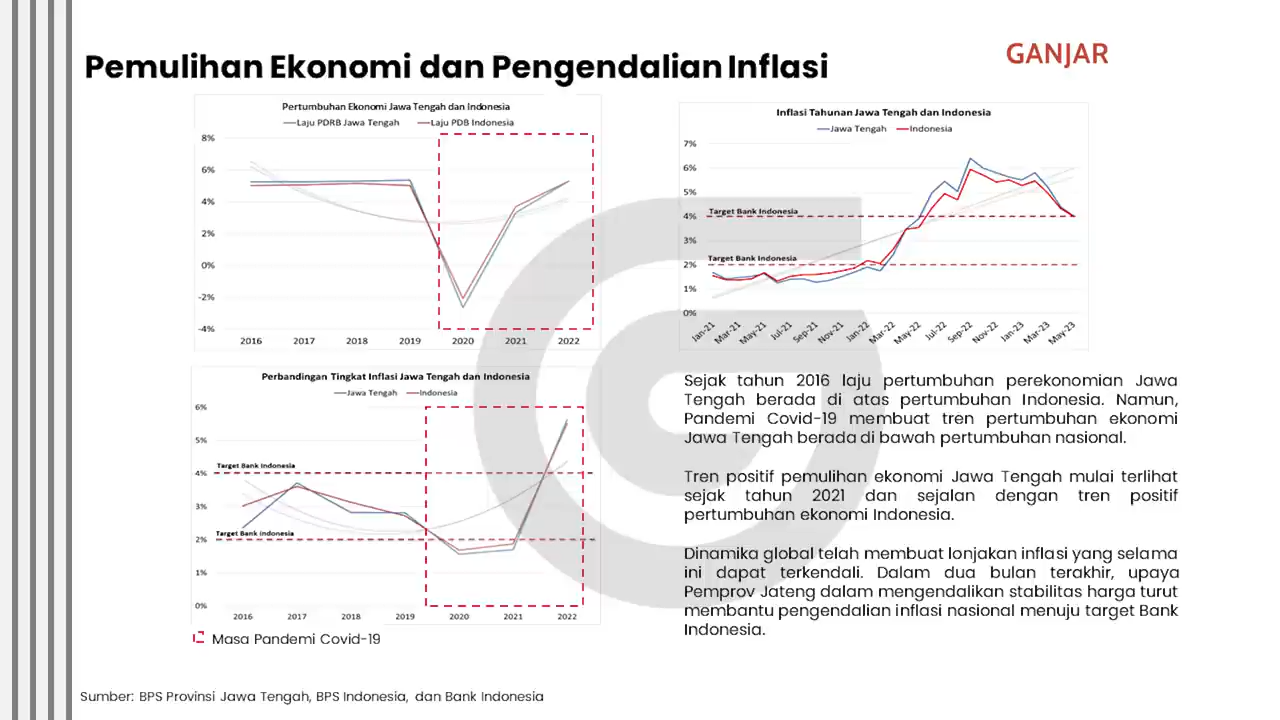 Pemulihan Ekonomi dan Pengendalian Inflasi
GANJAR
Pertumbuhan Ekonomi Jawa Tengah dan Indonesia
Laju PDRB Jawa Tengah
Laju PDB Indonesia
8%
6%
4%
2%
0%
-2%
-4%
2016
2017
2018
2019
2020
2021
2022
Perbandingan Tingkat Inflasi Jawa Tengah dan Indonesia
Jawa Tengah
Indonesia
6%
5%
Target Bank Indonesia
4%
3%
Target Bank Indonesia
2%
1%
0%
2016
2017
2018
2019
2020
2021
2022
Masa Pandemi Covid-19
Inflasi Tahunan Jawa Tengah dan Indonesia
Jawa Tengah
Indonesia
7%
6%
5%
Target Bank Indonesia
4%
3%
Target Bank Indonesia
2%
1%
0%
Jan-21
Mar-21
May-21
Jul-21
Sep-21
Nov-21
Jan-22
Mar-22
May-22
Jul-22
Sep-22
Nov-22
Jan-23
Mar-23
May-23
Sejak tahun 2016 laju pertumbuhan perekonomian Jawa
Tengah berada di atas pertumbuhan Indonesia. Namun,
Pandemi Covid-19 membuat tren pertumbuhan ekonomi
Jawa Tengah berada di bawah pertumbuhan nasional.
Tren positif pemulihan ekonomi Jawa Tengah mulai terlihat
sejak tahun 2021 dan sejalan dengan tren positif
pertumbuhan ekonomi Indonesia.
Dinamika global telah membuat lonjakan inflasi yang selama
ini dapat terkendali. Dalam dua bulan terakhir, upaya
Pemprov Jateng dalam mengendalikan stabilitas harga turut
membantu pengendalian inflasi nasional menuju target Bank
Indonesia.
Sumber: BPS Provinsi Jawa Tengah, BPS Indonesia, dan Bank Indonesia